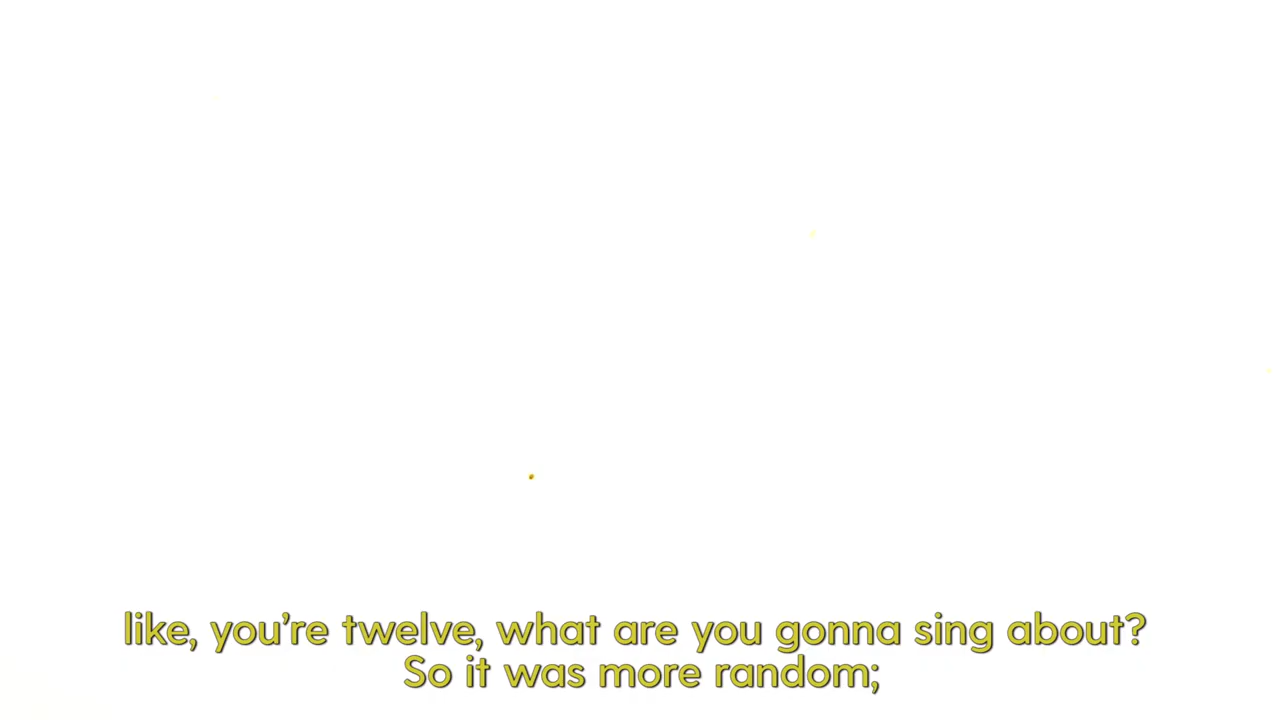 like, you're twelve, what are you gonna sing about?
So it was more random;